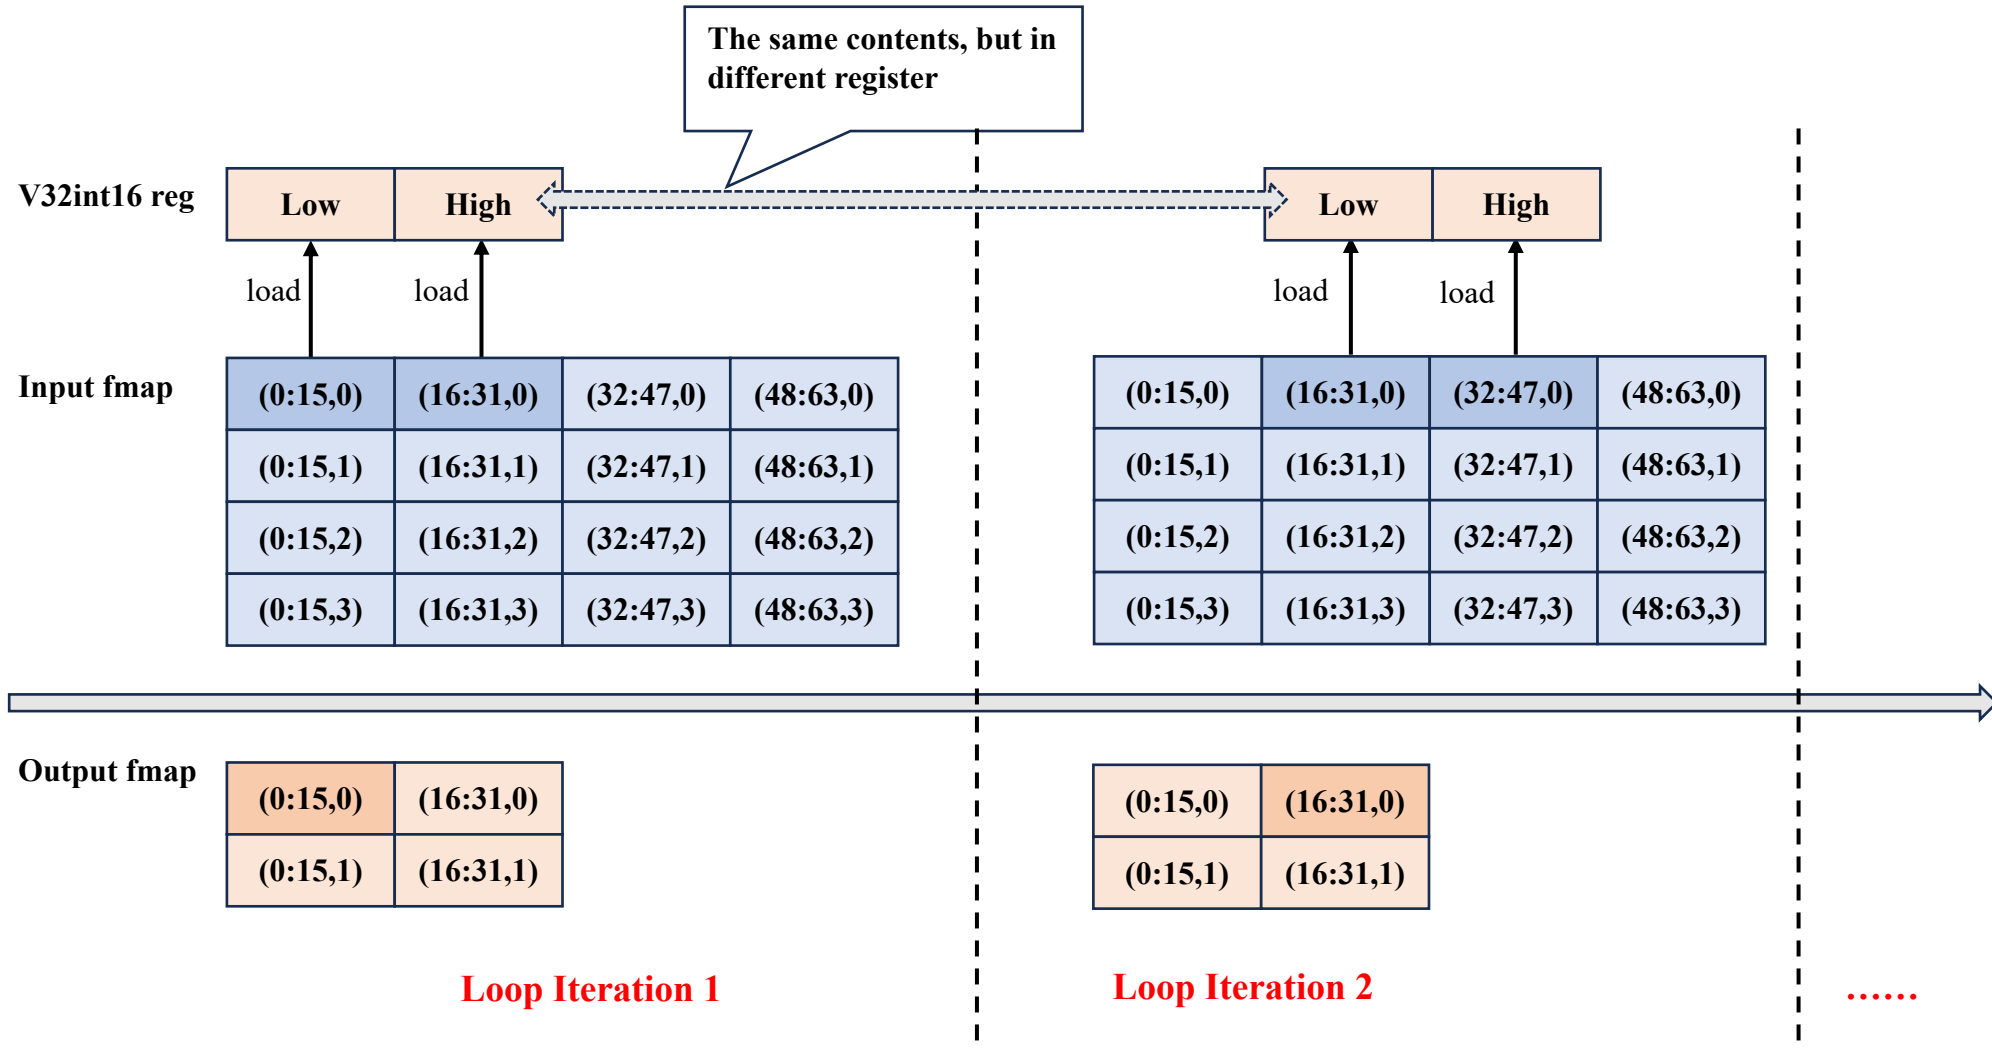 The same contents, but in
different register
V32int16 reg
Low High
Low High
load load
load load
Input fmap
(0:15,0) (16:31,0) (32:47,0) (48:63,0)
(0:15,1) (16:31,1) (32:47,1) (48:63,1)
(0:15,2) (16:31,2) (32:47,2) (48:63,2)
(0:15,3) (16:31,3) (32:47,3) (48:63,3)
(0:15,0) (16:31,0) (32:47,0) (48:63,0)
(0:15,1) (16:31,1) (32:47,1) (48:63,1)
(0:15,2) (16:31,2) (32:47,2) (48:63,2)
(0:15,3) (16:31,3) (32:47,3) (48:63,3)
Output fmap
(0:15,0) (16:31,0)
(0:15,1) (16:31,1)
(0:15,0) (16:31,0)
(0:15,1) (16:31,1)
Loop Iteration 1
Loop Iteration 2
......